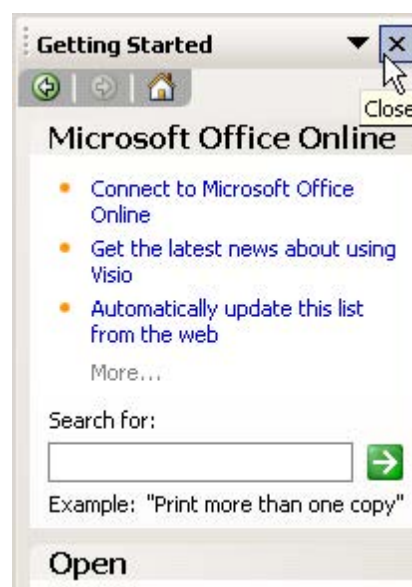 Getting Started
Close
Microsoft Office Online
Connect to Microsoft Office
Online
Get the latest news about using
Visio
Automatically update this list
from the web
More...
Search for:
Example: "Print more than one copy"
Open